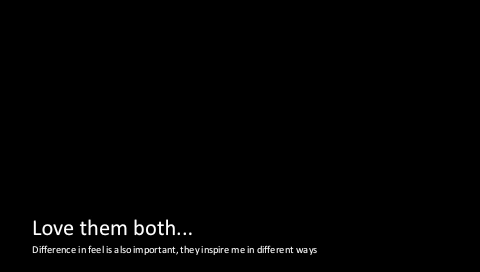 Love them both...
Difference in feel is also important, they inspire me in different ways